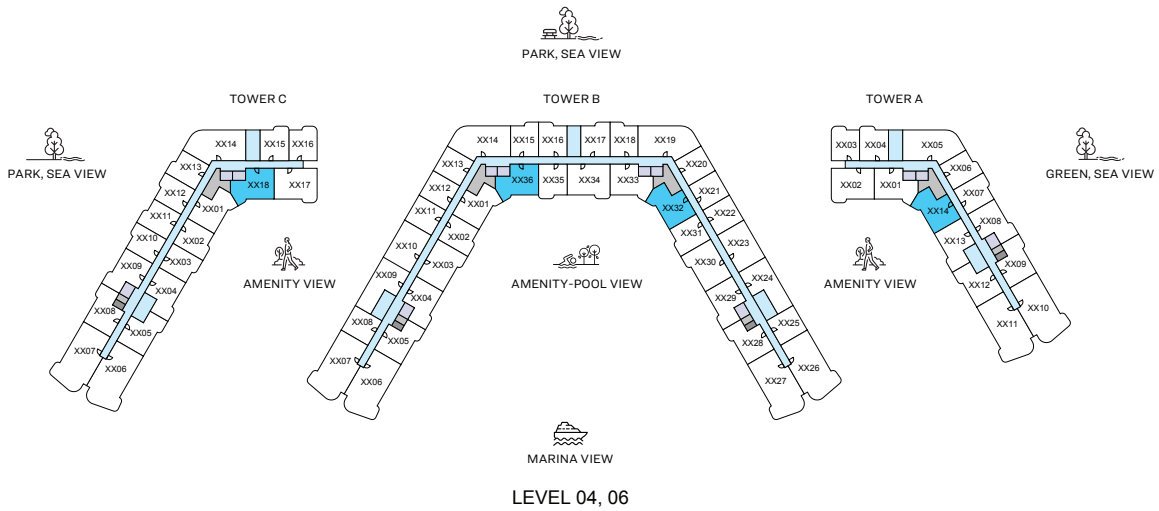 PARK, SEA VIEW
TOWER C
TOWER B
TOWER A
PARK, SEA VIEW
GREEN, SEA VIEW
XX14
XX15
XX16
XX13
XX12
XX11
XX10
XX09
XX08
XX07
XX06
XX05
XX04
XX03
XX02
XX01
XX18
XX17
XX14
XX15
XX16
XX17
XX18
XX19
XX13
XX12
XX11
XX10
XX09
XX08
XX07
XX06
XX05
XX04
XX03
XX02
XX01
XX36
XX35
XX34
XX33
XX32
XX31
XX30
XX29
XX28
XX27
XX26
XX25
XX24
XX23
XX22
XX21
XX20
XX03
XX04
XX05
XX02
XX01
XX06
XX07
XX08
XX09
XX10
XX11
XX12
XX13
XX14
AMENITY VIEW
AMENITY-POOL VIEW
AMENITY VIEW
MARINA VIEW
LEVEL 04, 06